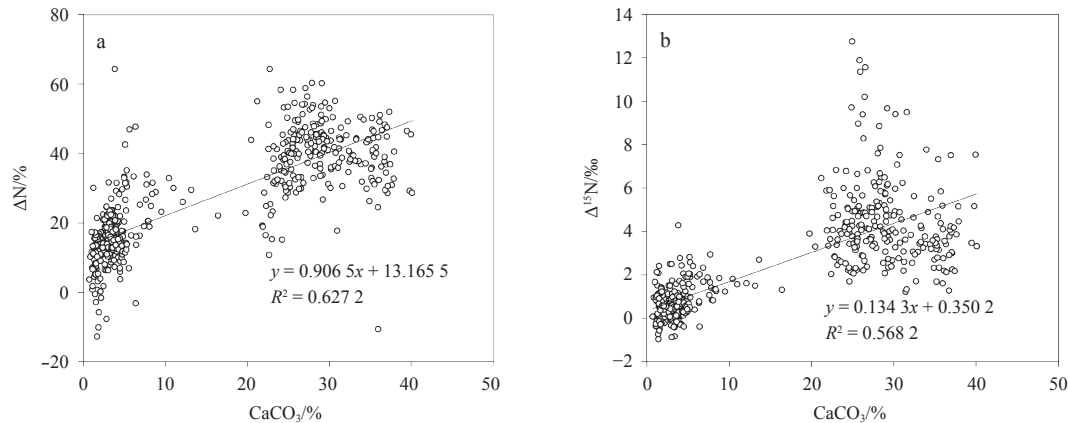 a
80
60
40
20
0
−20
ΔN/%
0 10 20 30 40 50
CaCO₃/%
y = 0.906 5x + 13.165 5
R² = 0.627 2
b
14
12
10
8
6
4
2
0
−2
Δ¹⁵N/‰
0 10 20 30 40 50
CaCO₃/%
y = 0.134 3x + 0.350 2
R² = 0.568 2